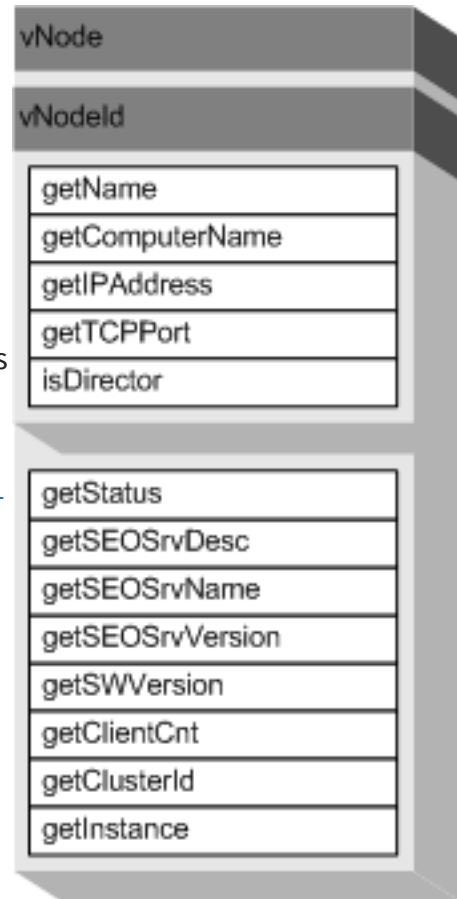 vNode
vNodeId
getName
getComputerName
getIPAddress
getTCPPort
s
isDirector
getStatus
getSEOSrvDesc
getSEOSrvName
getSEOSrvVersion
getSWVersion
getClientCnt
getClusterId
getInstance